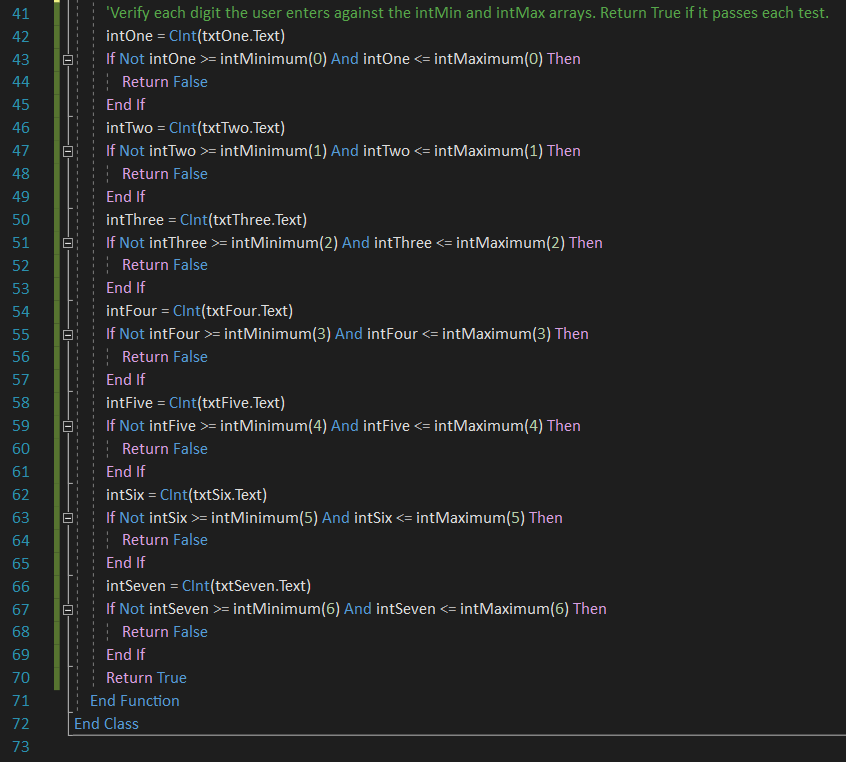 41 'Verify each digit the user enters against the intMin and intMax arrays. Return True if it passes each test.
42 intOne = CInt(txtOne.Text)
43 If Not intOne >= intMinimum(0) And intOne <= intMaximum(0) Then
44 Return False
45 End If
46 intTwo = CInt(txtTwo.Text)
47 If Not intTwo >= intMinimum(1) And intTwo <= intMaximum(1) Then
48 Return False
49 End If
50 intThree = CInt(txtThree.Text)
51 If Not intThree >= intMinimum(2) And intThree <= intMaximum(2) Then
52 Return False
53 End If
54 intFour = CInt(txtFour.Text)
55 If Not intFour >= intMinimum(3) And intFour <= intMaximum(3) Then
56 Return False
57 End If
58 intFive = CInt(txtFive.Text)
59 If Not intFive >= intMinimum(4) And intFive <= intMaximum(4) Then
60 Return False
61 End If
62 intSix = CInt(txtSix.Text)
63 If Not intSix >= intMinimum(5) And intSix <= intMaximum(5) Then
64 Return False
65 End If
66 intSeven = CInt(txtSeven.Text)
67 If Not intSeven >= intMinimum(6) And intSeven <= intMaximum(6) Then
68 Return False
69 End If
70 Return True
71 End Function
72 End Class
73